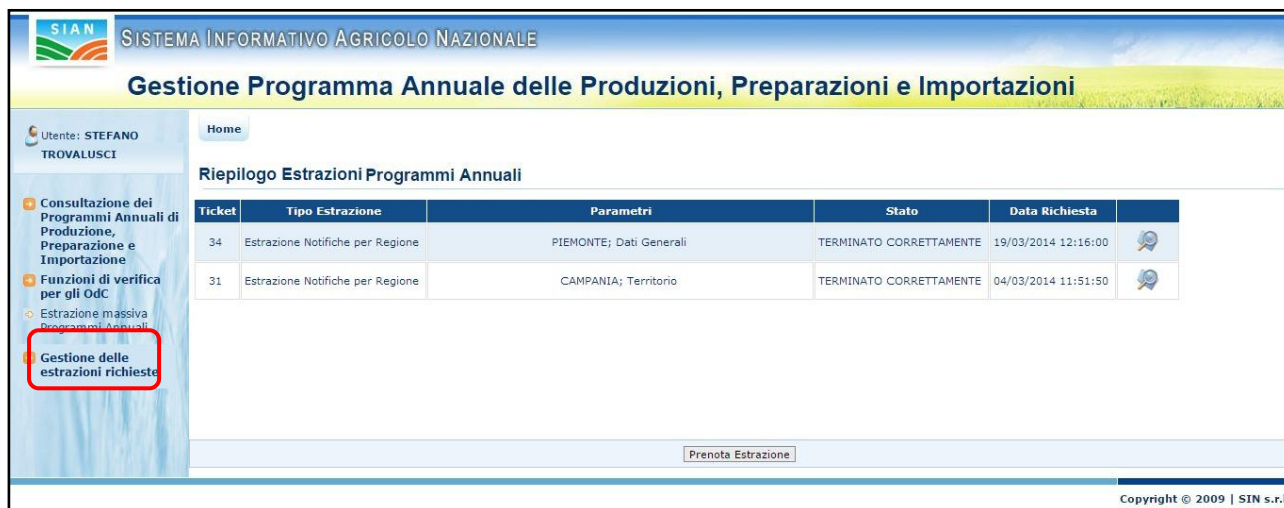 SIAN
SISTEMA INFORMATIVO AGRICOLO NAZIONALE
Gestione Programma Annuale delle Produzioni, Preparazioni e Importazioni
Utente: STEFANO
TROVALUSCI
Home
Riepilogo Estrazioni Programmi Annuali
Consultazione dei
Programmi Annuali di
Produzione,
Preparazione e
Importazione
Funzioni di verifica
per gli OdC
Estrazione massiva
Programmi Annuali
Gestione delle
estrazioni richieste
Ticket Tipo Estrazione Parametri Stato Data Richiesta
34 Estrazione Notifiche per Regione PIEMONTE; Dati Generali TERMINATO CORRETTAMENTE 19/03/2014 12:16:00
31 Estrazione Notifiche per Regione CAMPANIA; Territorio TERMINATO CORRETTAMENTE 04/03/2014 11:51:50
Prenota Estrazione
Copyright © 2009 | SIN s.r.l